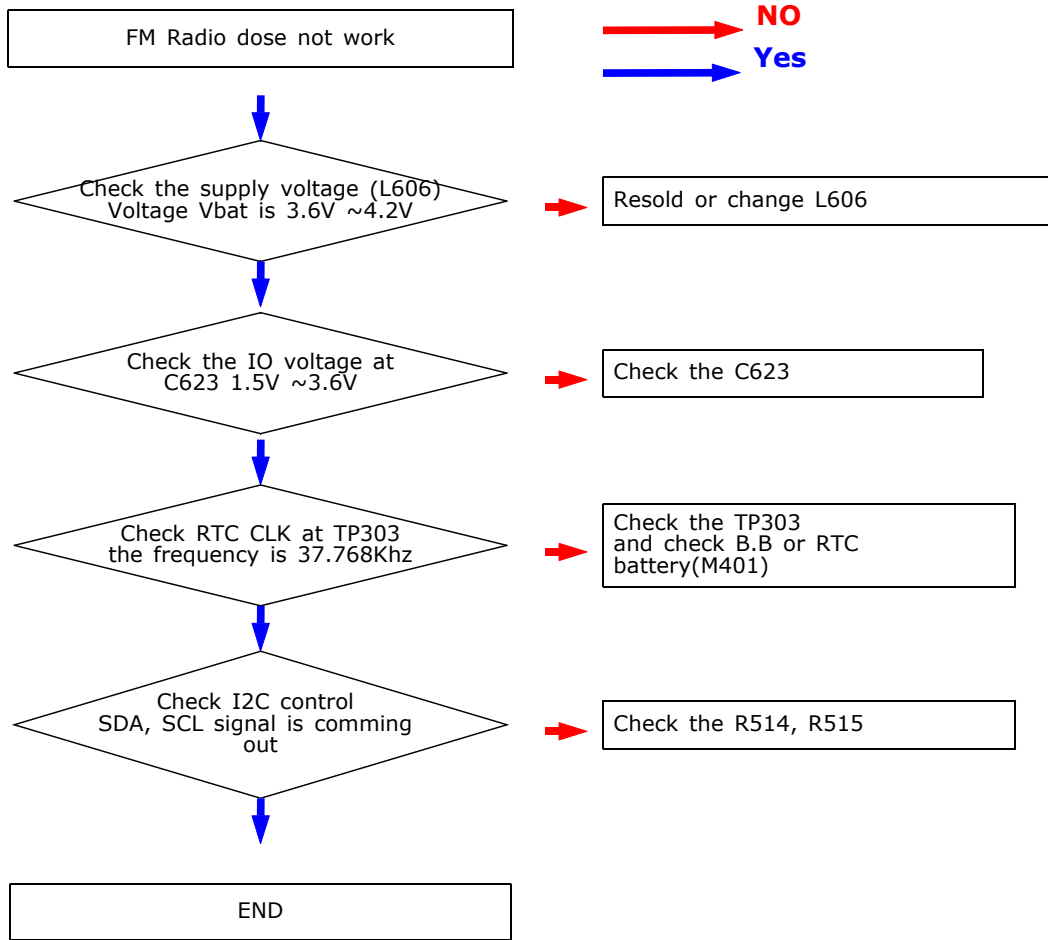 FM Radio dose not work
NO
Yes
Check the supply voltage (L606)
Voltage Vbat is 3.6V ~4.2V
Resold or change L606
Check the IO voltage at
C623 1.5V ~3.6V
Check the C623
Check RTC CLK at TP303
the frequency is 37.768Khz
Check the TP303
and check B.B or RTC
battery(M401)
Check I2C control
SDA, SCL signal is comming
out
Check the R514, R515
END